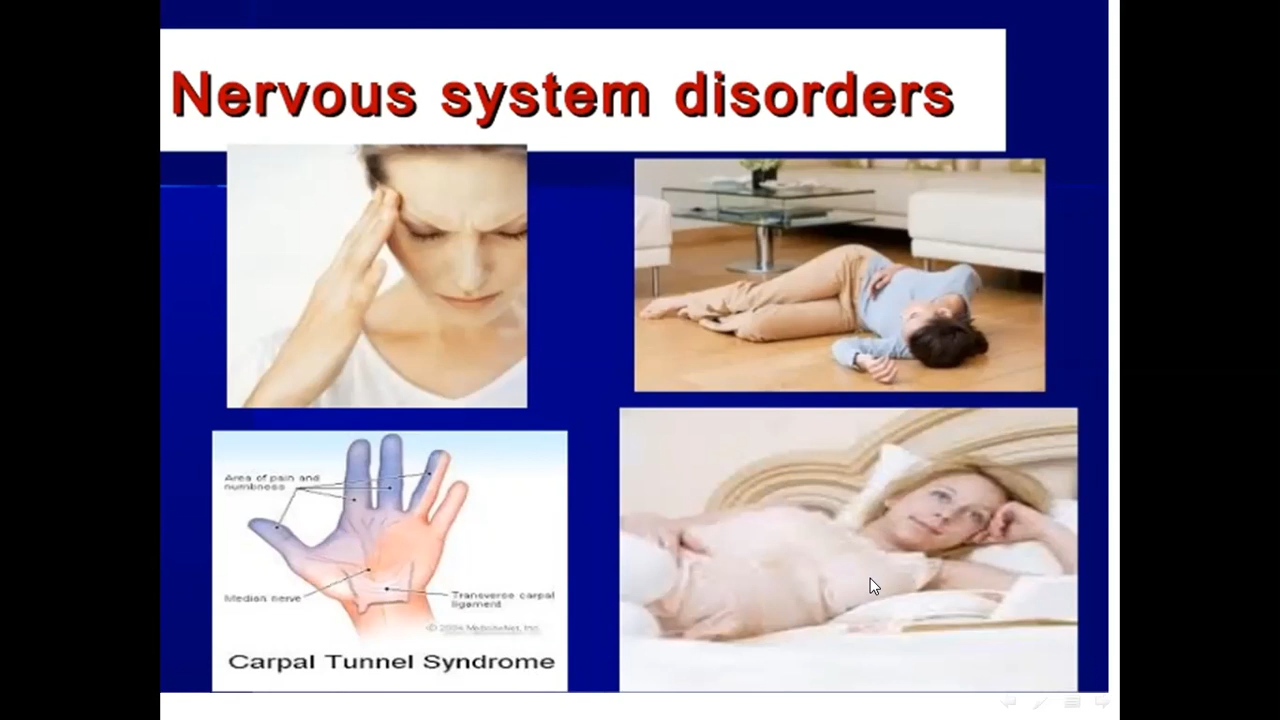 Nervous system disorders
Area of pain and
numbness
Median nerve
Transverse carpal
ligament
© 2004 MedicineNet, Inc.
Carpal Tunnel Syndrome